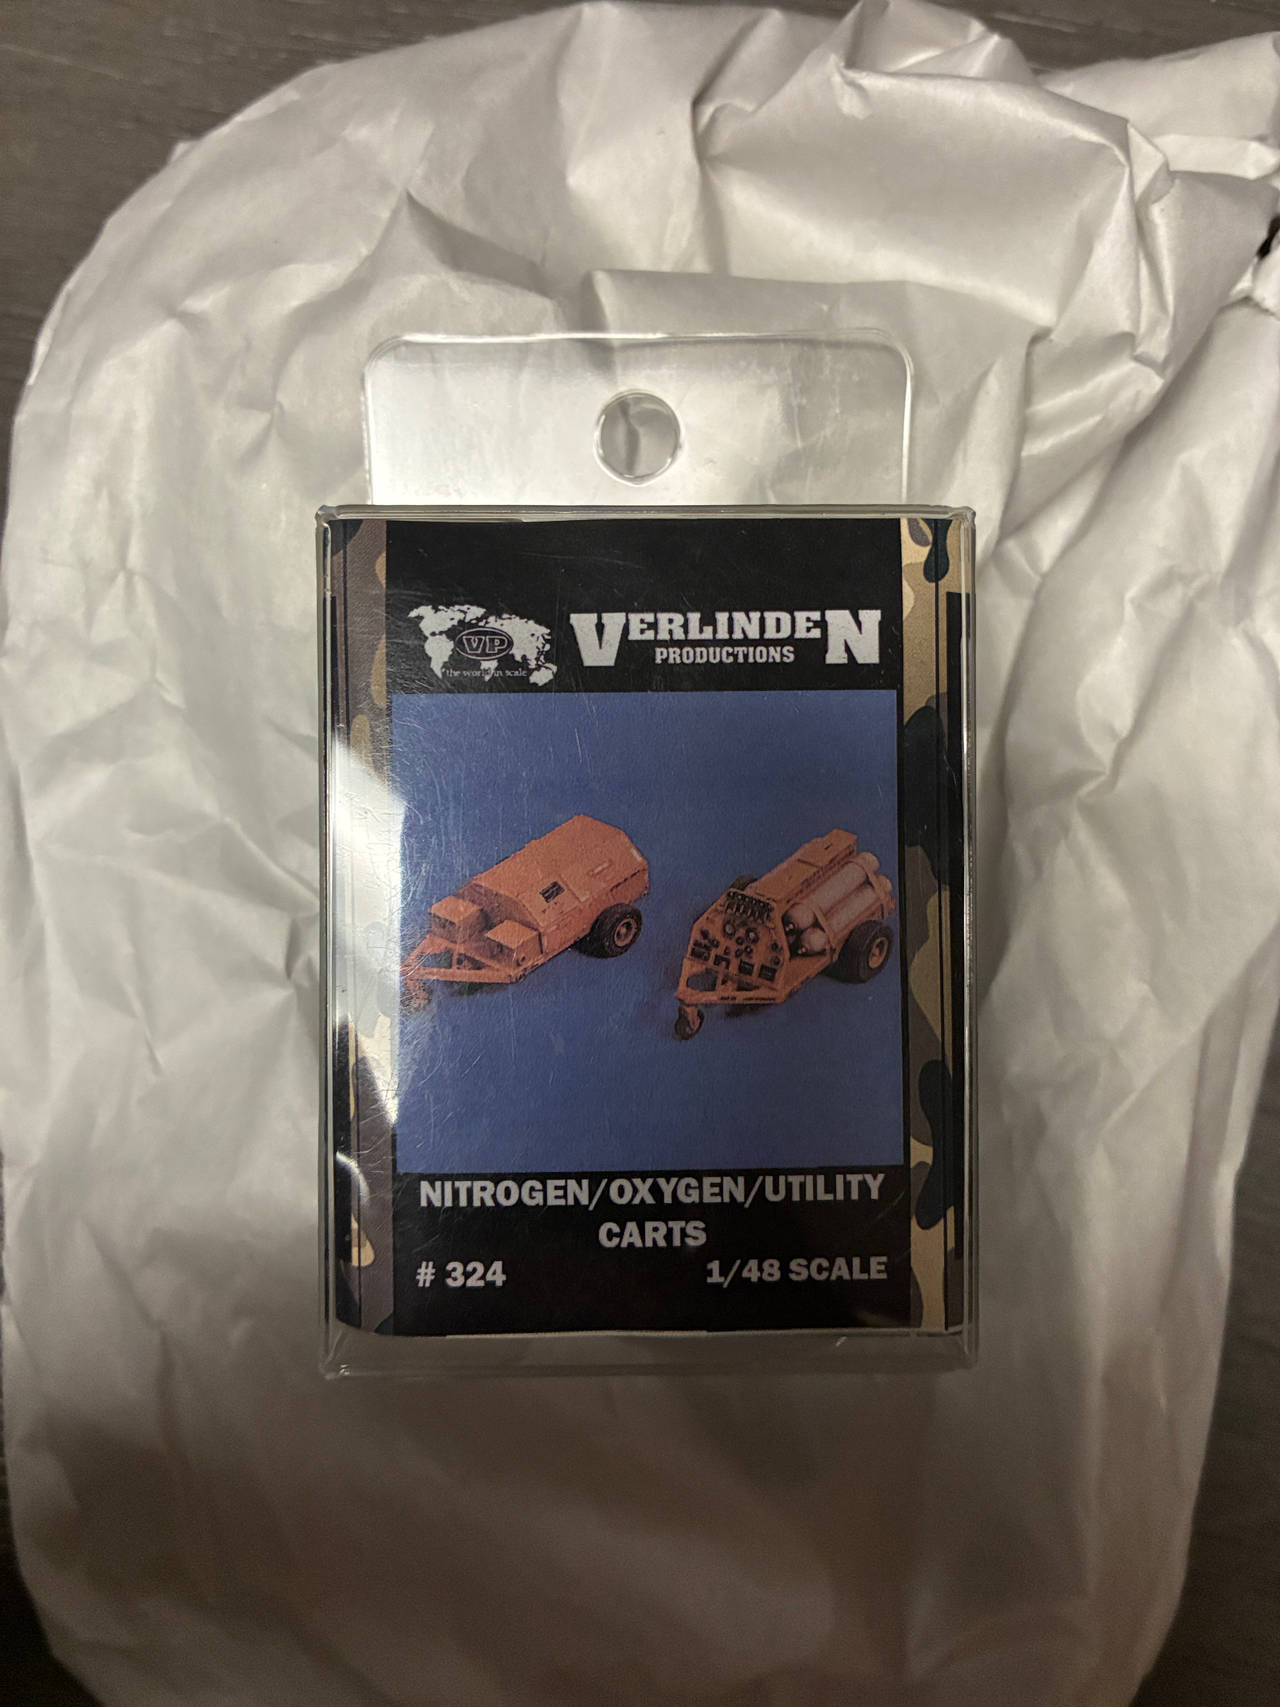 VP
the world in scale
VERLINDEN
PRODUCTIONS
NITROGEN/OXYGEN/UTILITY
CARTS
# 324
1/48 SCALE